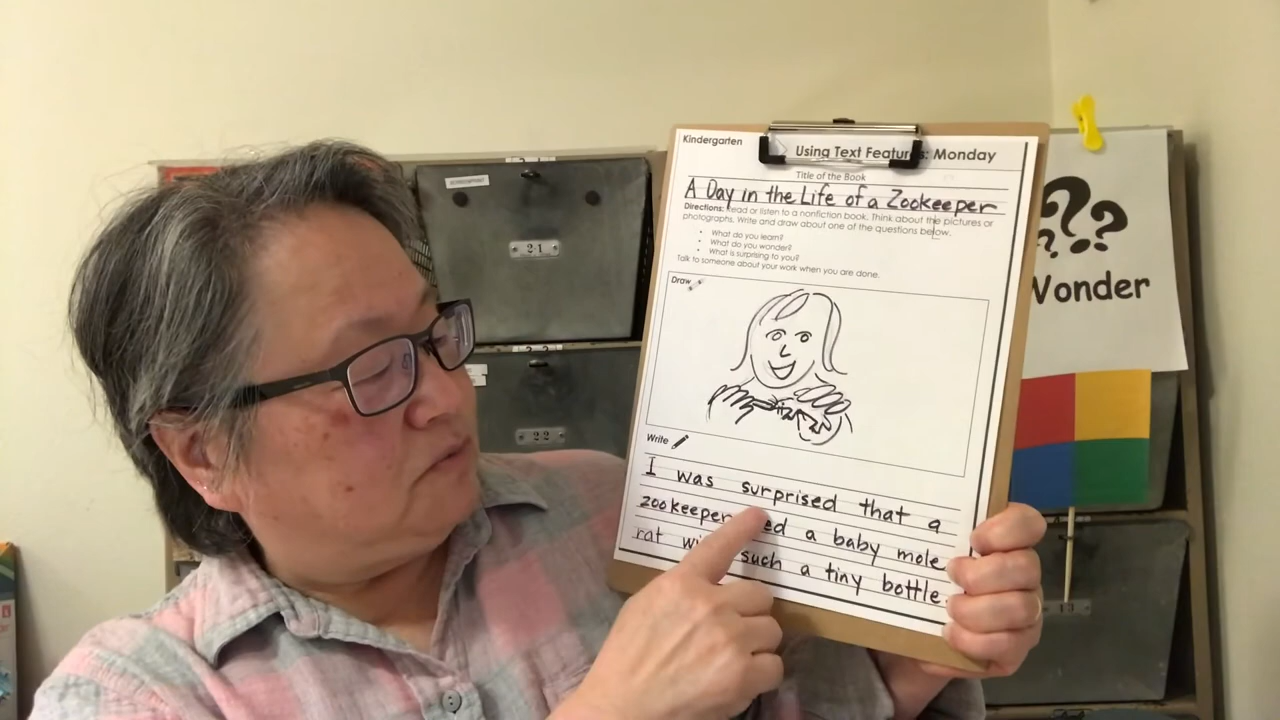 Kindergarten
Using Text Features: Monday
Title of the Book
A Day in the Life of a Zookeeper
Directions: Read or listen to a nonfiction book. Think about the pictures or
photographs. Write and draw about one of the questions below.
• What do you learn?
• What do you wonder?
• What is surprising to you?
Talk to someone about your work when you are done.
Draw
Write
I was surprised that a
zookeeper a baby mole
rat such a tiny bottle.
Wonder
21
22
13